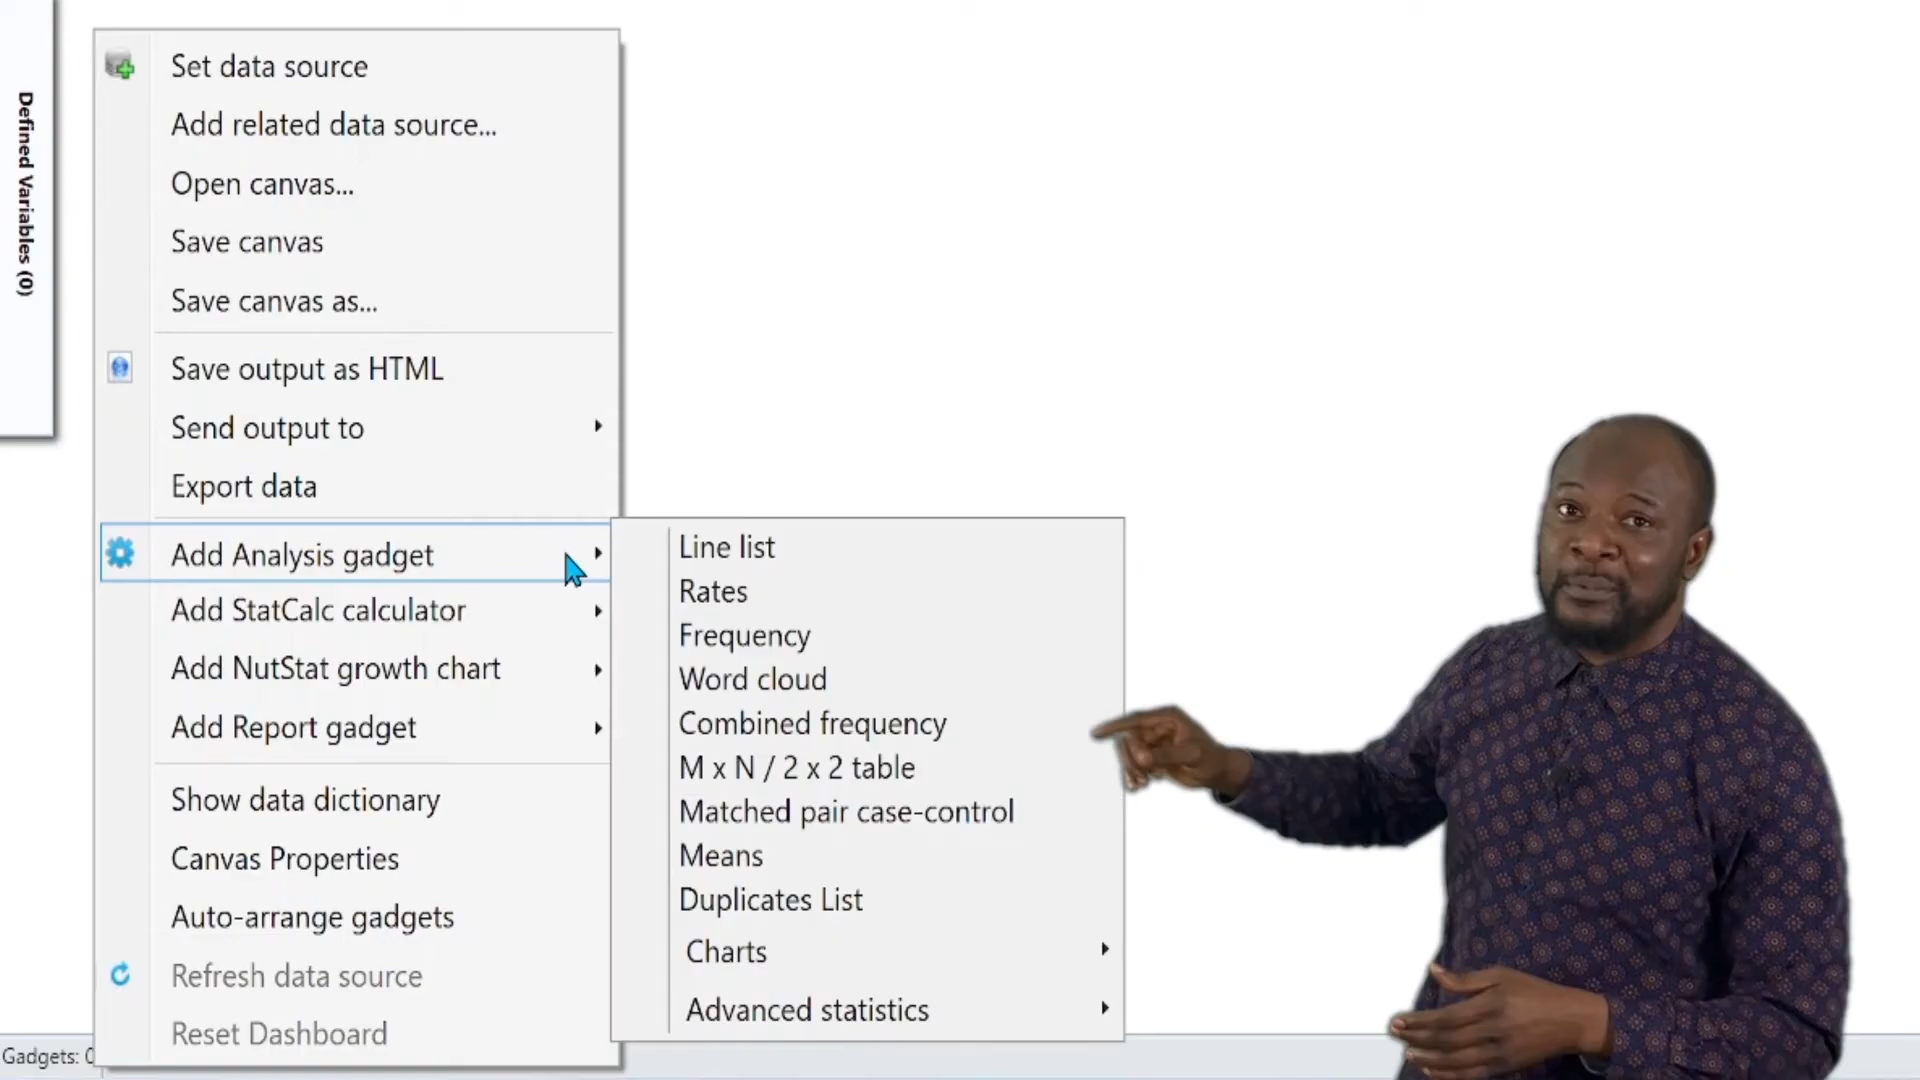 Defined Variables (0)
Set data source
Add related data source...
Open canvas...
Save canvas
Save canvas as...
Save output as HTML
Send output to
Export data
Add Analysis gadget
Add StatCalc calculator
Add NutStat growth chart
Add Report gadget
Show data dictionary
Canvas Properties
Auto-arrange gadgets
Refresh data source
Reset Dashboard
Line list
Rates
Frequency
Word cloud
Combined frequency
M x N / 2 x 2 table
Matched pair case-control
Means
Duplicates List
Charts
Advanced statistics
Gadgets: